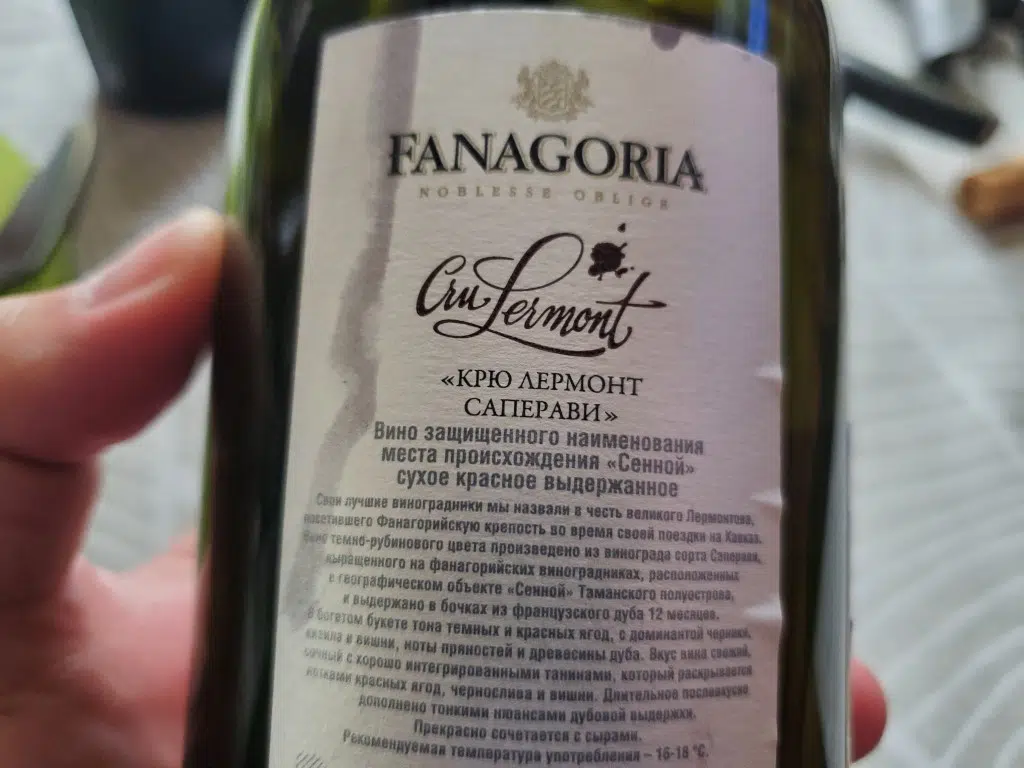 FANAGORIA
NOBLESSE OBLIGE
Cru Lermont
«КРЮ ЛЕРМОНТ
САПЕРАВИ»
Вино защищенного наименования
места происхождения «Сенной»
сухое красное выдержанное
Свои лучшие виноградники мы назвали в честь великого Лермонтова,
посетившего Фанагорийскую крепость во время своей поездки на Кавказ.
Вино темно-рубинового цвета произведено из винограда сорта Саперави,
выращенного на фанагорийских виноградниках, расположенных
в географическом объекте «Сенной» Таманского полуострова,
и выдержано в бочках из французского дуба 12 месяцев.
В богатом букете тона темных и красных ягод, с доминантой черники,
кизила и вишни, ноты пряностей и древесины дуба. Вкус вина свежий,
сочный с хорошо интегрированными танинами, который раскрывается
нотками красных ягод, чернослива и вишни. Длительное послевкусие
дополнено тонкими нюансами дубовой выдержки.
Прекрасно сочетается с сырами.
Рекомендуемая температура употребления – 16-18 °С.